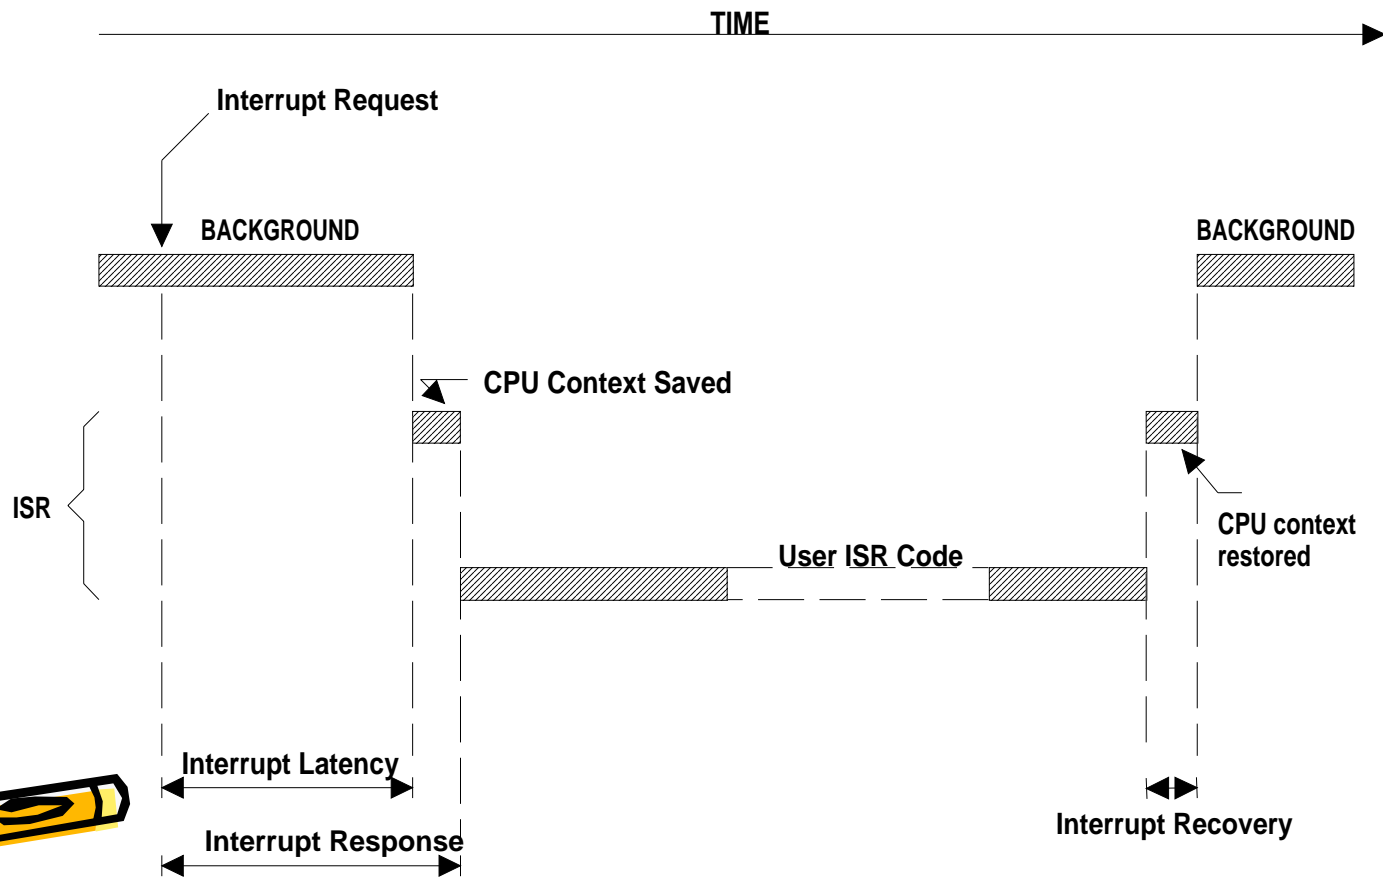 TIME
Interrupt Request
BACKGROUND
BACKGROUND
CPU Context Saved
ISR
CPU context
restored
User ISR Code
Interrupt Latency
Interrupt Response
Interrupt Recovery